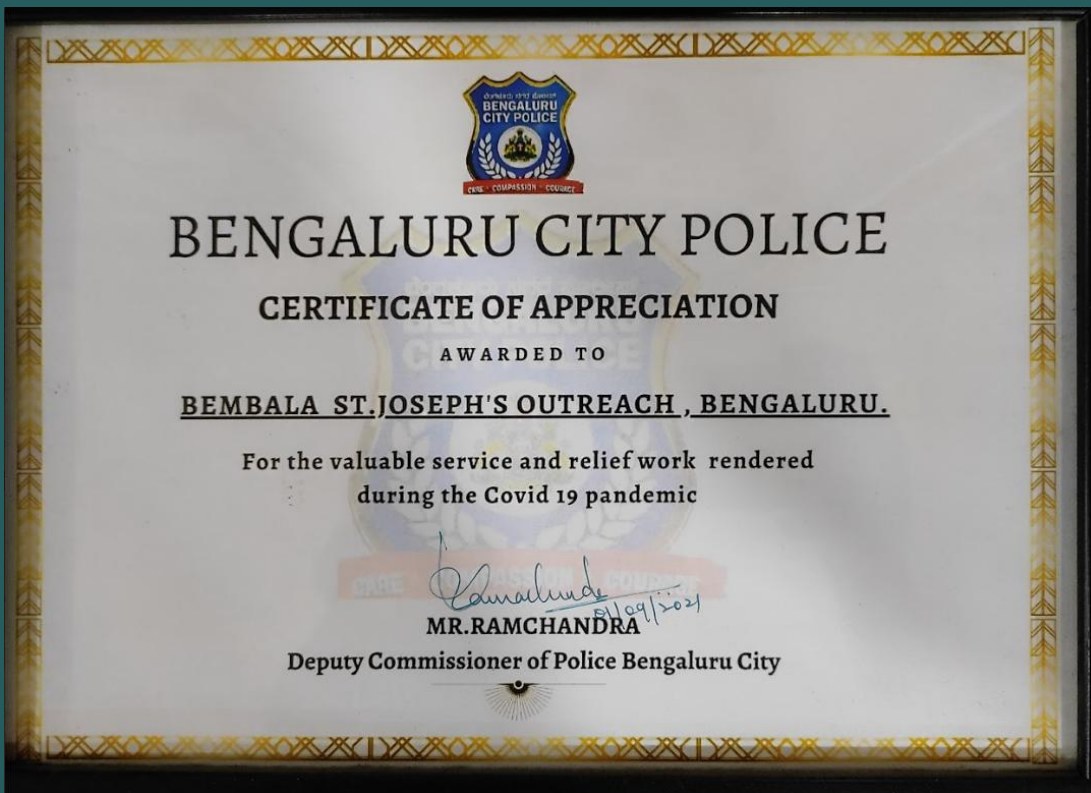 BENGALURU
CITY POLICE
CARE - COMPASSION - COURAGE
BENGALURU CITY POLICE
CERTIFICATE OF APPRECIATION
AWARDED TO
BEMBALA ST.JOSEPH'S OUTREACH , BENGALURU.
For the valuable service and relief work rendered
during the Covid 19 pandemic
01/09/2021
MR.RAMCHANDRA
Deputy Commissioner of Police Bengaluru City